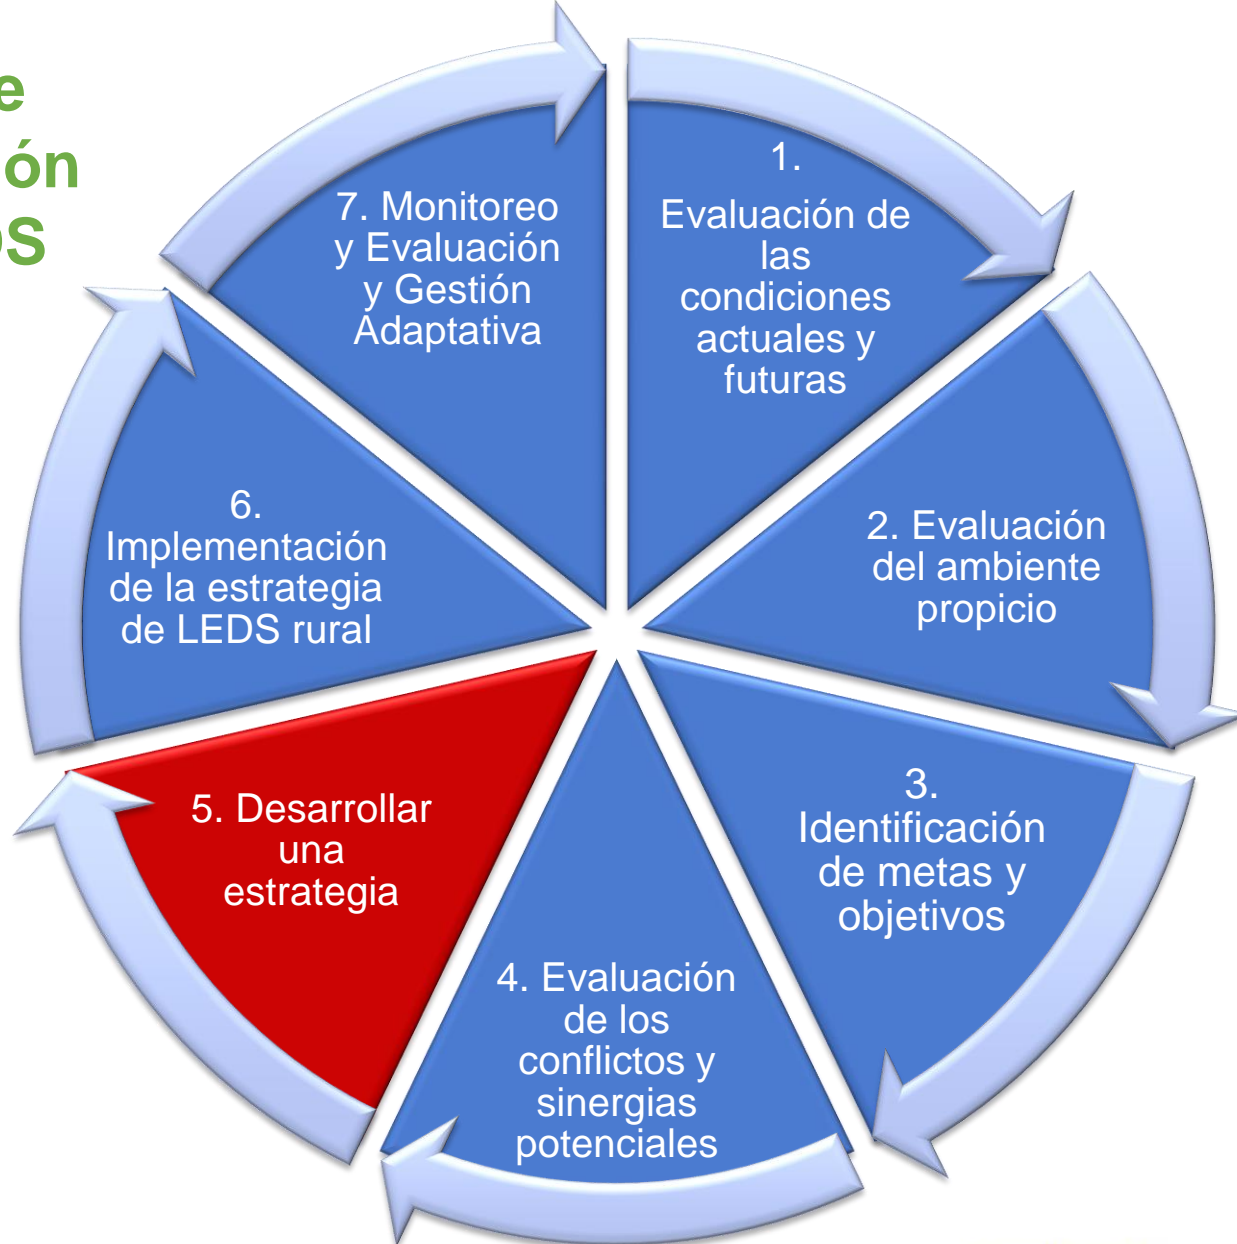 e
ión
OS
1.
Evaluación de
las
condiciones
actuales y
futuras
2. Evaluación
del ambiente
propicio
3.
Identificación
de metas y
objetivos
4. Evaluación
de los
conflictos y
sinergias
potenciales
5. Desarrollar
una
estrategia
6.
Implementación
de la estrategia
de LEDS rural
7. Monitoreo
y Evaluación
y Gestión
Adaptativa